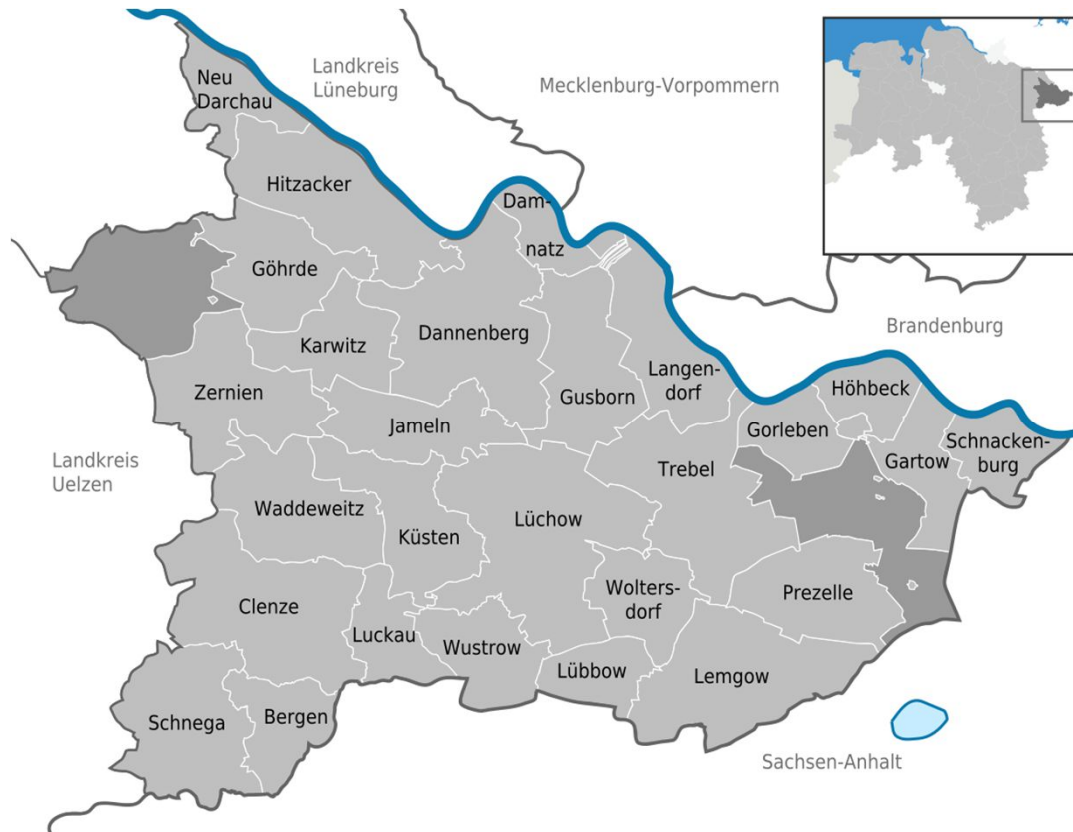 Neu
Darchau
Landkreis
Lüneburg
Mecklenburg-Vorpommern
Hitzacker
Dam-
natz
Göhrde
Karwitz
Dannenberg
Brandenburg
Zernien
Gusborn
Langen-
dorf
Höhbeck
Jameln
Gorleben
Schnacken-
burg
Gartow
Landkreis
Uelzen
Trebel
Waddeweitz
Küsten
Lüchow
Clenze
Wolters-
dorf
Prezelle
Luckau
Wustrow
Lübbow
Lemgow
Schnega
Bergen
Sachsen-Anhalt